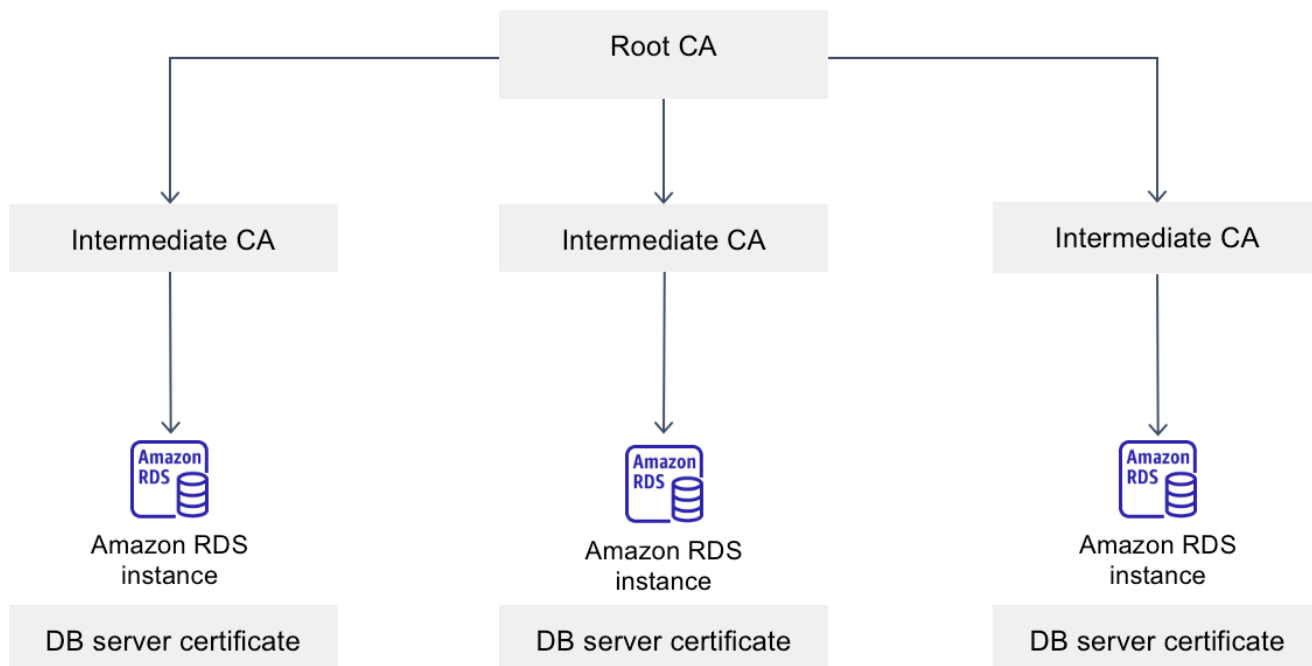 Root CA
Intermediate CA
Intermediate CA
Intermediate CA
Amazon
RDS
Amazon
RDS
Amazon
RDS
Amazon RDS
instance
Amazon RDS
instance
Amazon RDS
instance
DB server certificate
DB server certificate
DB server certificate